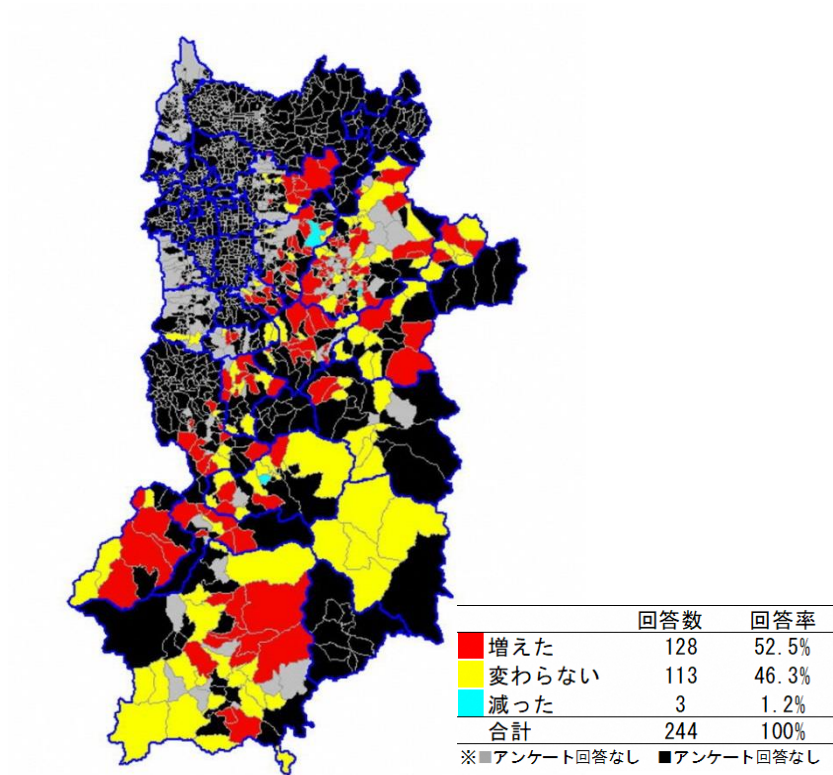 回答数 回答率
増えた 128 52.5%
変わらない 113 46.3%
減った 3 1.2%
合計 244 100%
※■アンケート回答なし ■アンケート回答なし